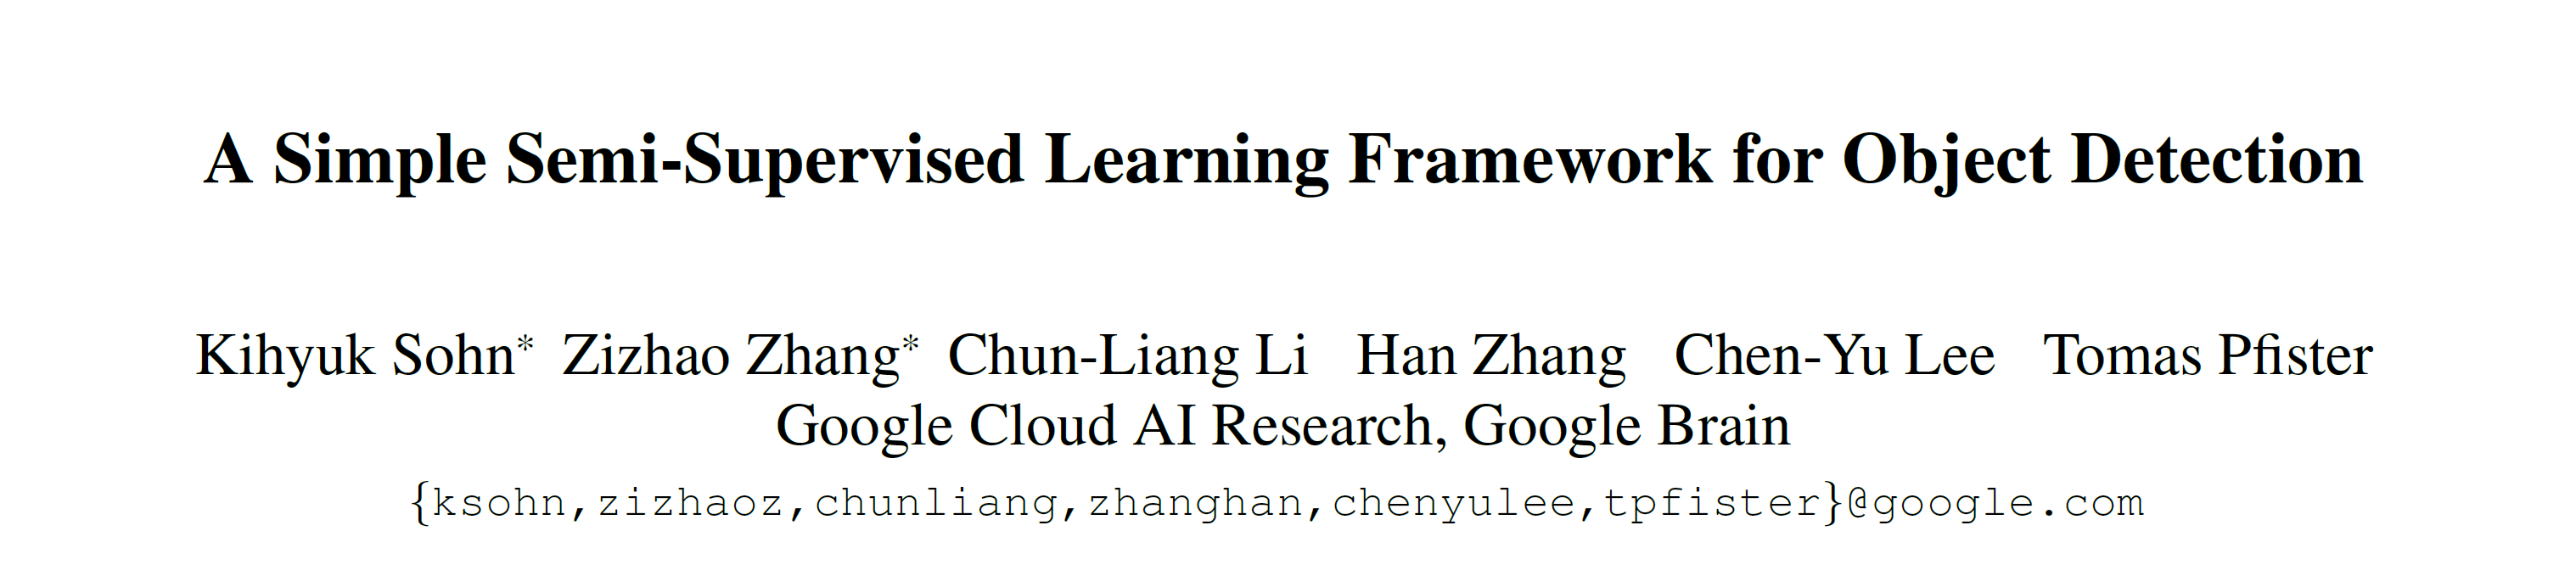 A Simple Semi-Supervised Learning Framework for Object Detection
Kihyuk Sohn* Zizhao Zhang* Chun-Liang Li Han Zhang Chen-Yu Lee Tomas Pfister
Google Cloud AI Research, Google Brain
{ksohn,zizhaoz,chunliang,zhanghan,chenyulee,tpfister}@google.com